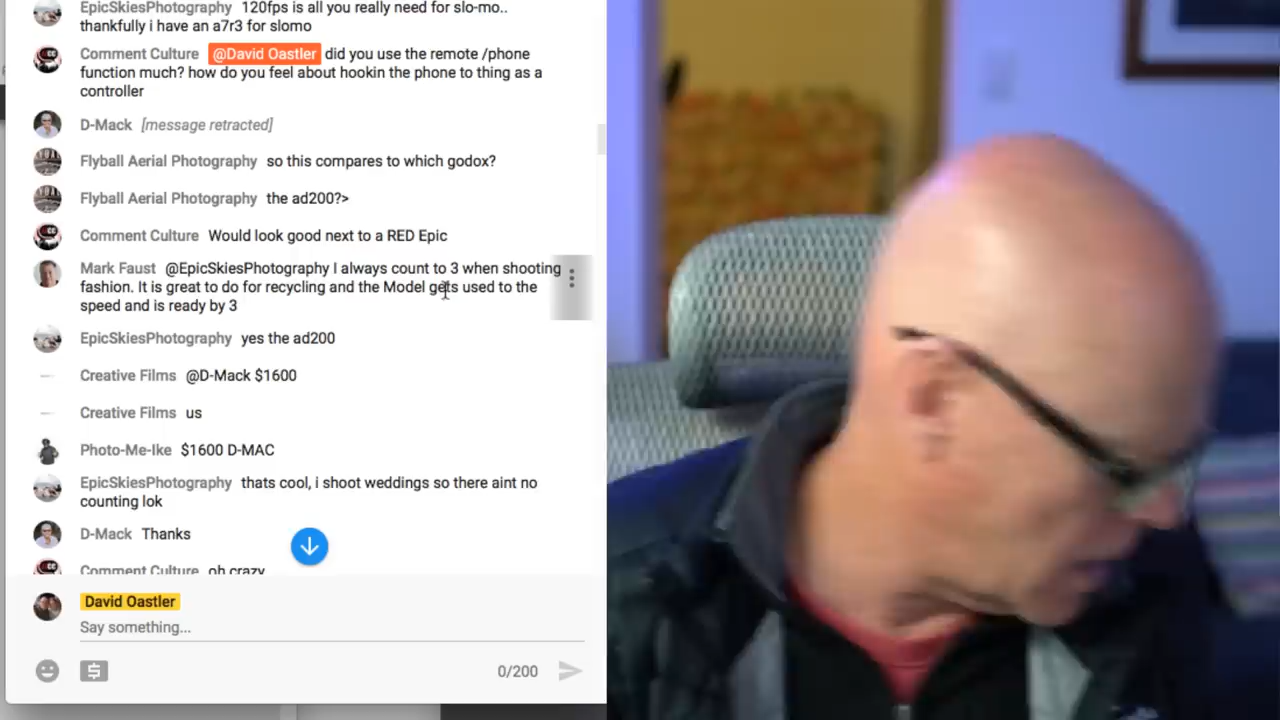 EpicSkiesPhotography 120fps is all you really need for slo-mo..
thankfully i have an a7r3 for slomo
Comment Culture @David Oastler did you use the remote /phone
function much? how do you feel about hookin the phone to thing as a
controller
D-Mack [message retracted]
Flyball Aerial Photography so this compares to which godox?
Flyball Aerial Photography the ad200?>
Comment Culture Would look good next to a RED Epic
Mark Faust @EpicSkiesPhotography I always count to 3 when shooting
fashion. It is great to do for recycling and the Model gets used to the
speed and is ready by 3
EpicSkiesPhotography yes the ad200
Creative Films @D-Mack $1600
Creative Films us
Photo-Me-Ike $1600 D-MAC
EpicSkiesPhotography thats cool, i shoot weddings so there aint no
counting lok
D-Mack Thanks
Comment Culture oh crazy
David Oastler
Say something...
0/200